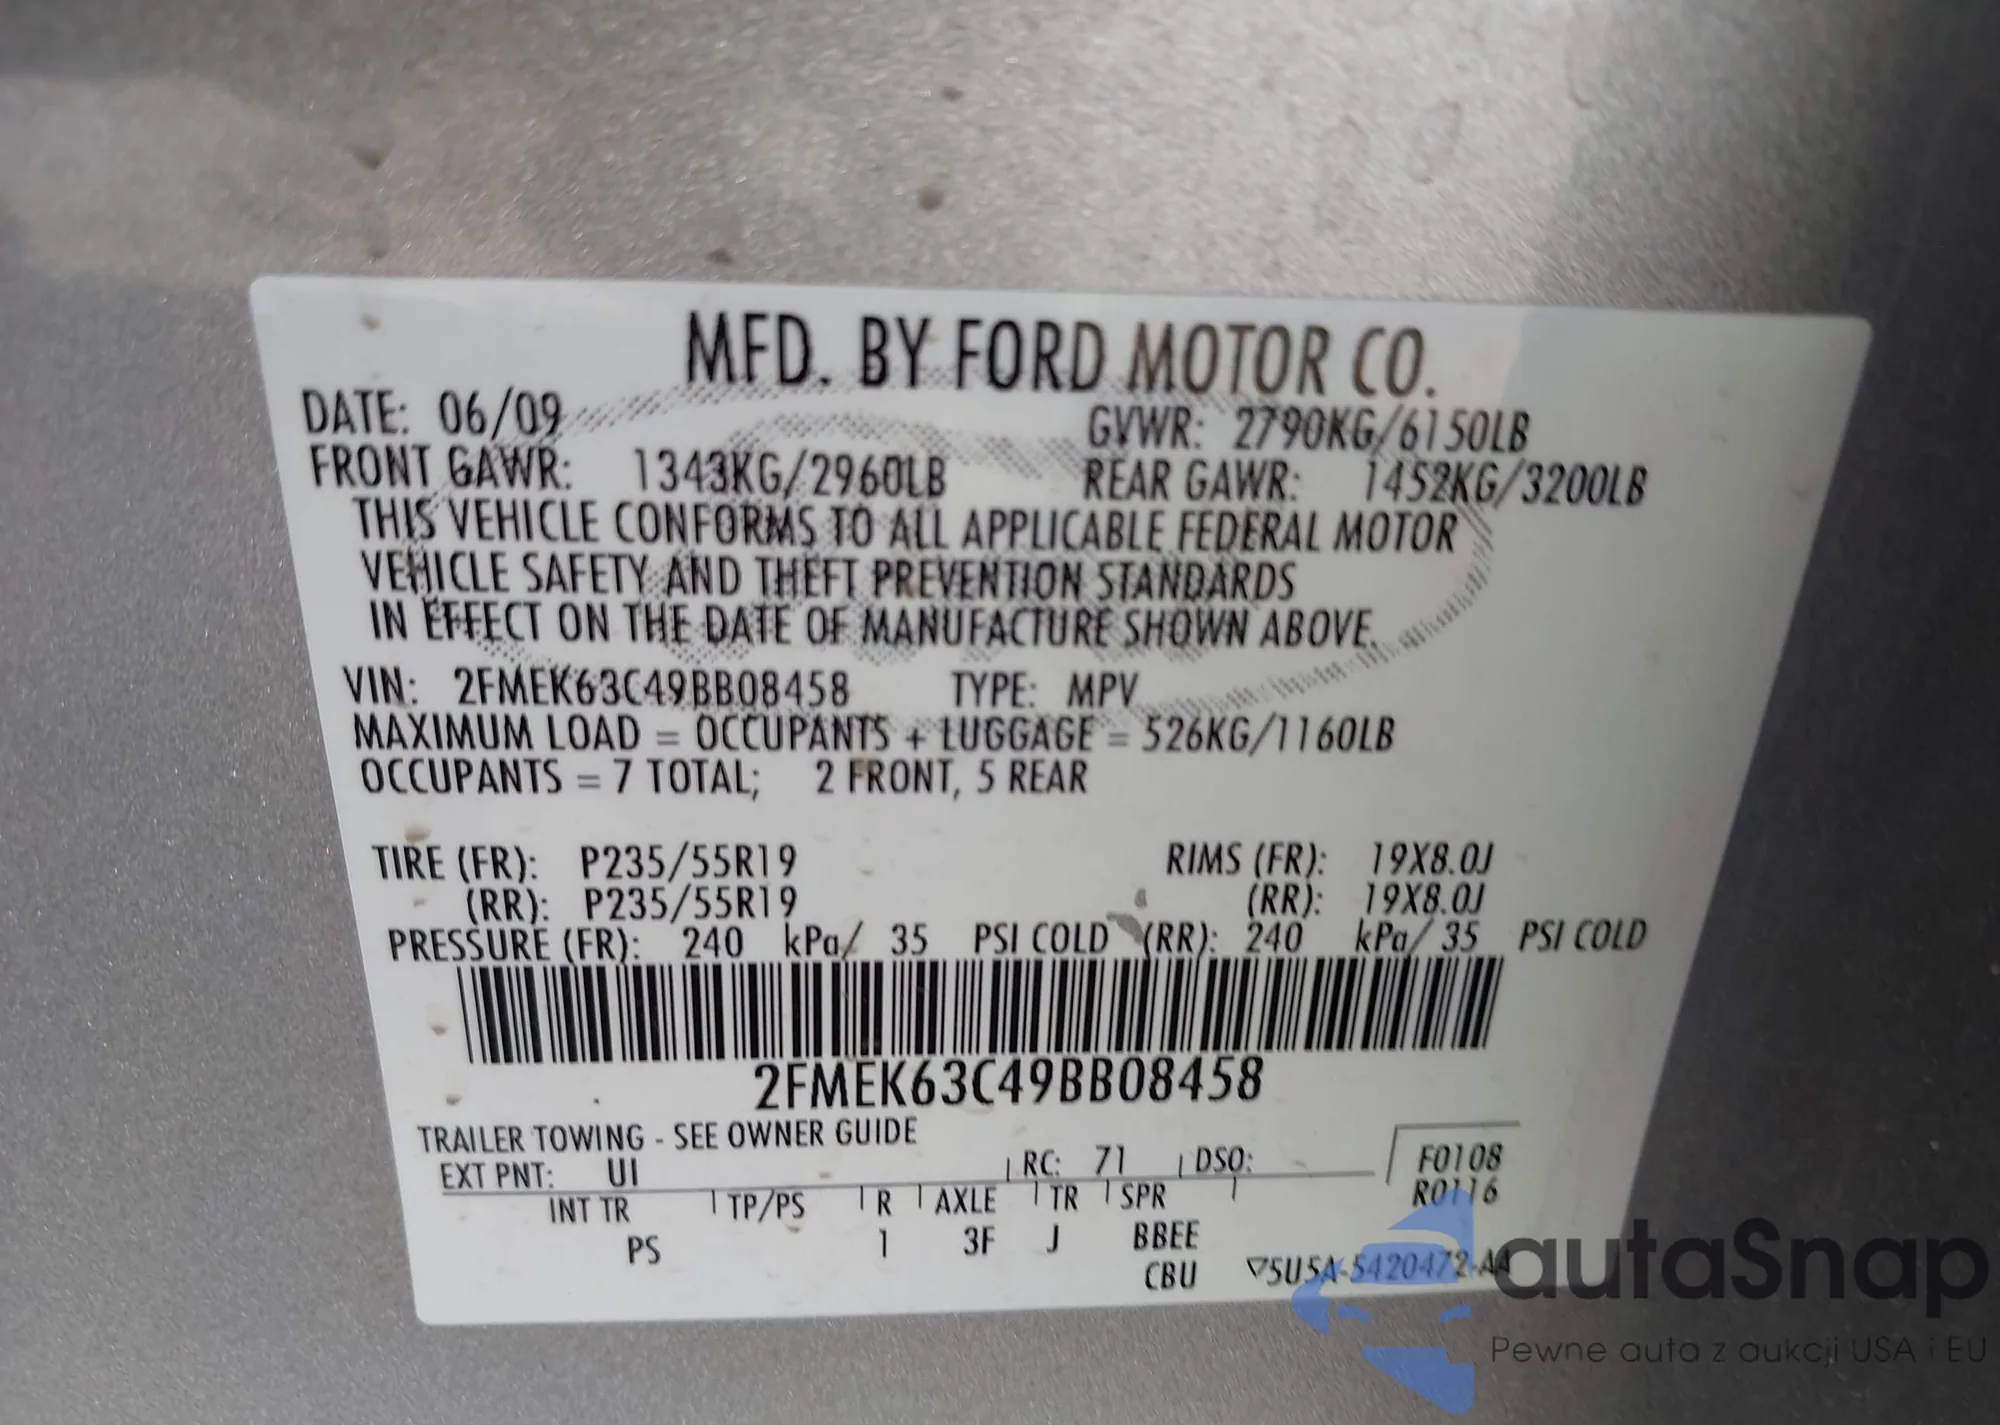 MFD. BY FORD MOTOR CO.
DATE: 06/09 GVWR: 2790KG/6150LB
FRONT GAWR: 1343KG/2960LB REAR GAWR: 1452KG/3200LB
THIS VEHICLE CONFORMS TO ALL APPLICABLE FEDERAL MOTOR
VEHICLE SAFETY AND THEFT PREVENTION STANDARDS
IN EFFECT ON THE DATE OF MANUFACTURE SHOWN ABOVE.
VIN: 2FMEK63C49BB08458 TYPE: MPV
MAXIMUM LOAD = OCCUPANTS + LUGGAGE = 526KG/1160LB
OCCUPANTS = 7 TOTAL; 2 FRONT, 5 REAR
TIRE (FR): P235/55R19 RIMS (FR): 19X8.0J
(RR): P235/55R19 (RR): 19X8.0J
PRESSURE (FR): 240 kPa/ 35 PSI COLD (RR): 240 kPa/ 35 PSI COLD
2FMEK63C49BB08458
TRAILER TOWING - SEE OWNER GUIDE
EXT PNT: UI RC: 71 DSO: F0108
R0116
INT TR TP/PS R AXLE TR SPR
PS 1 3F J BBEE
CBU ▽5U5A-5420472-AA
autaSnap
Pewne auta z aukcji USA i EU